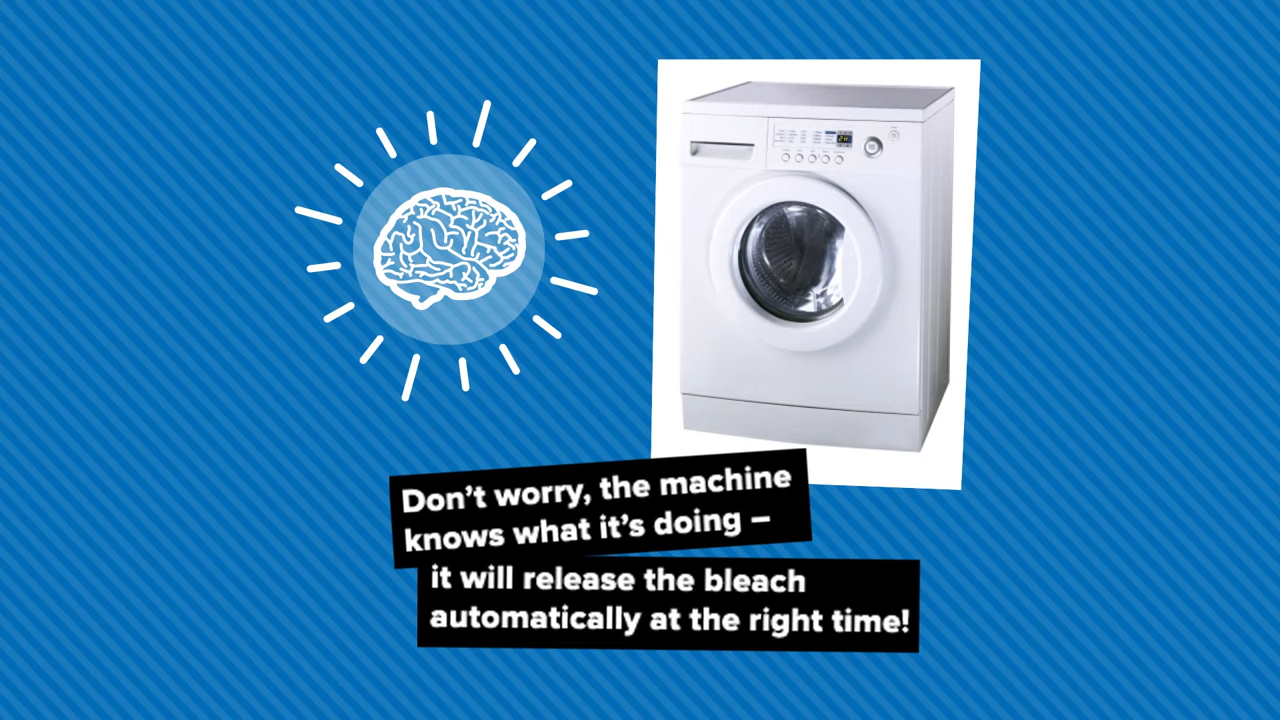 Don't worry, the machine
knows what it's doing –
it will release the bleach
automatically at the right time!